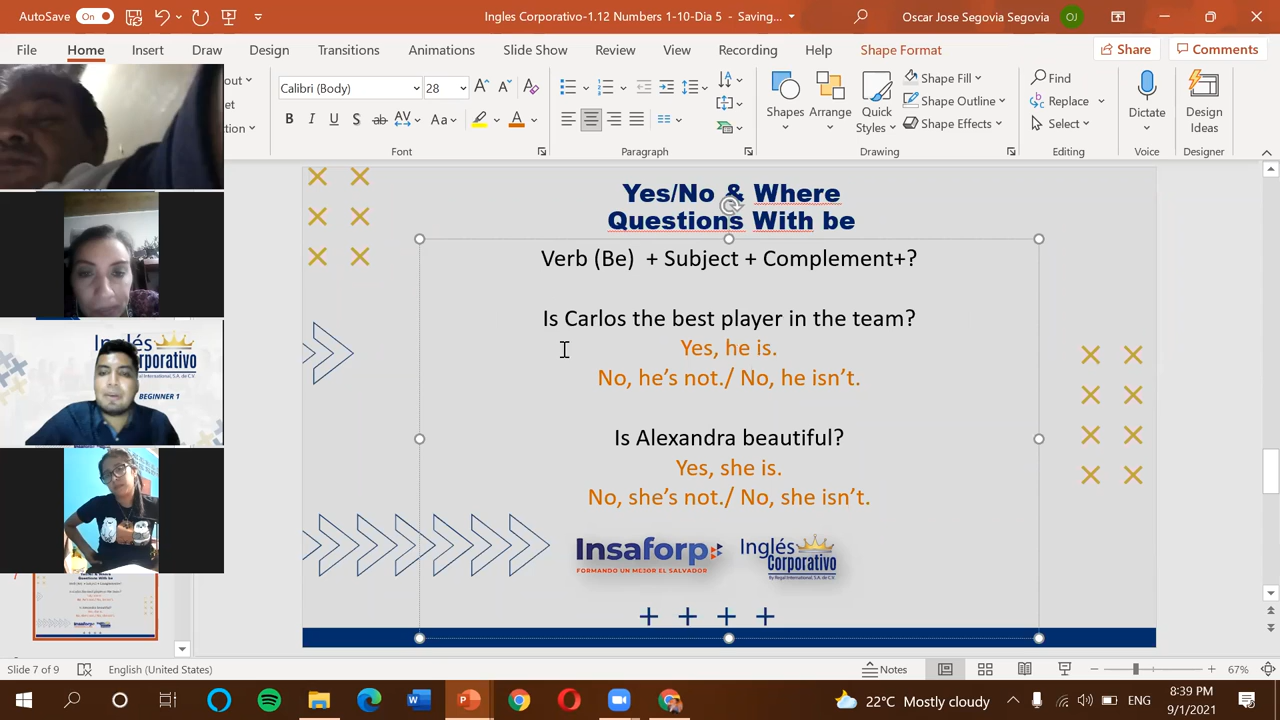 AutoSave On
Ingles Corporativo-1.12 Numbers 1-10-Dia 5 - Saving...
Oscar Jose Segovia Segovia OJ
File Home Insert Draw Design Transitions Animations Slide Show Review View Recording Help Shape Format Share Comments
Calibri (Body) 28
Shapes Arrange Quick Styles
Shape Fill
Shape Outline
Shape Effects
Find
Replace
Select
Dictate
Design Ideas
Font Paragraph Drawing Editing Voice Designer
Yes/No & Where
Questions With be
Verb (Be) + Subject + Complement+?
Is Carlos the best player in the team?
Yes, he is.
No, he's not./ No, he isn't.
Is Alexandra beautiful?
Yes, she is.
No, she's not./ No, she isn't.
Insaforp
FORMANDO UN MEJOR EL SALVADOR
Inglés
Corporativo
By Regal International, S.A. de C.V.
BEGINNER 1
Slide 7 of 9
English (United States)
Notes
67%
22°C Mostly cloudy
ENG
8:39 PM
9/1/2021